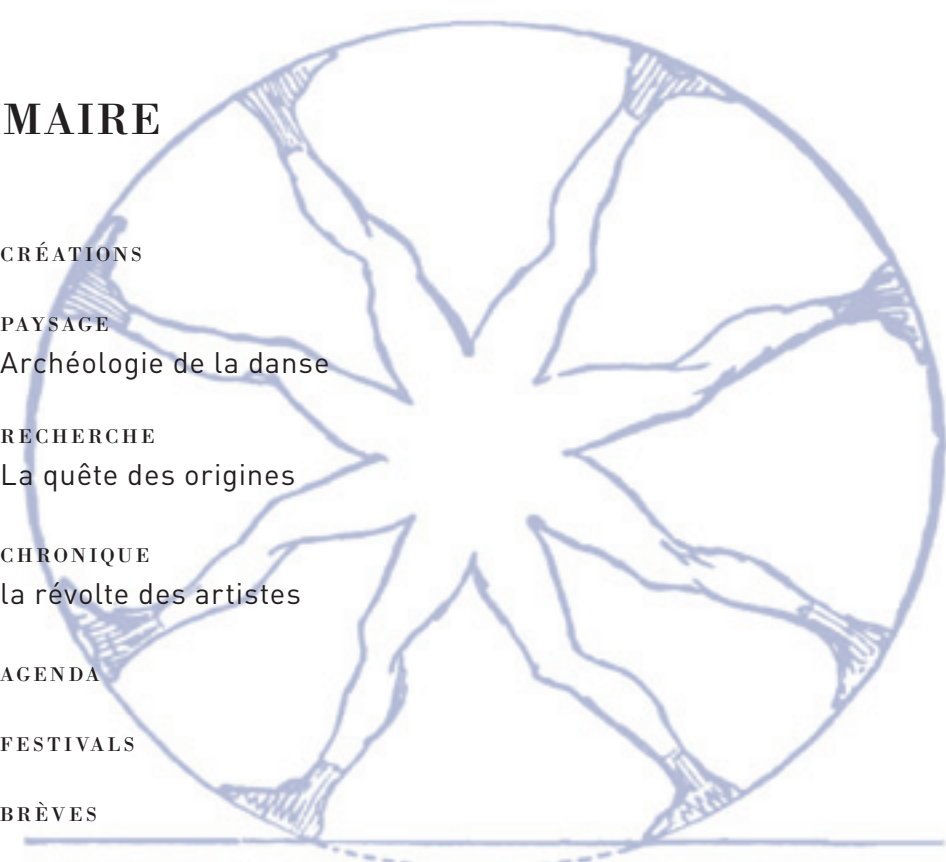 MAIRE
CRÉATIONS
PAYSAGE
Archéologie de la danse
RECHERCHE
La quête des origines
CHRONIQUE
la révolte des artistes
AGENDA
FESTIVALS
BRÈVES